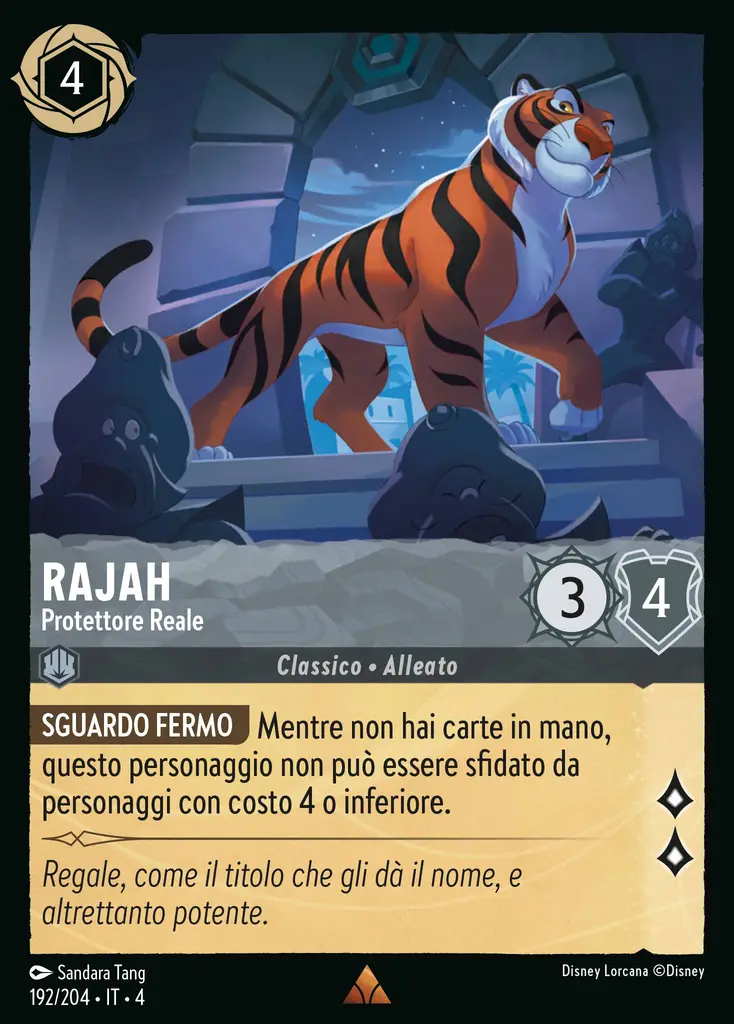 4
RAJAH
Protettore Reale
3
4
Classico • Alleato
SGUARDO FERMO Mentre non hai carte in mano,
questo personaggio non può essere sfidato da
personaggi con costo 4 o inferiore.
Regale, come il titolo che gli dà il nome, e
altrettanto potente.
Sandara Tang
Disney Lorcana ©Disney
192/204 • IT • 4